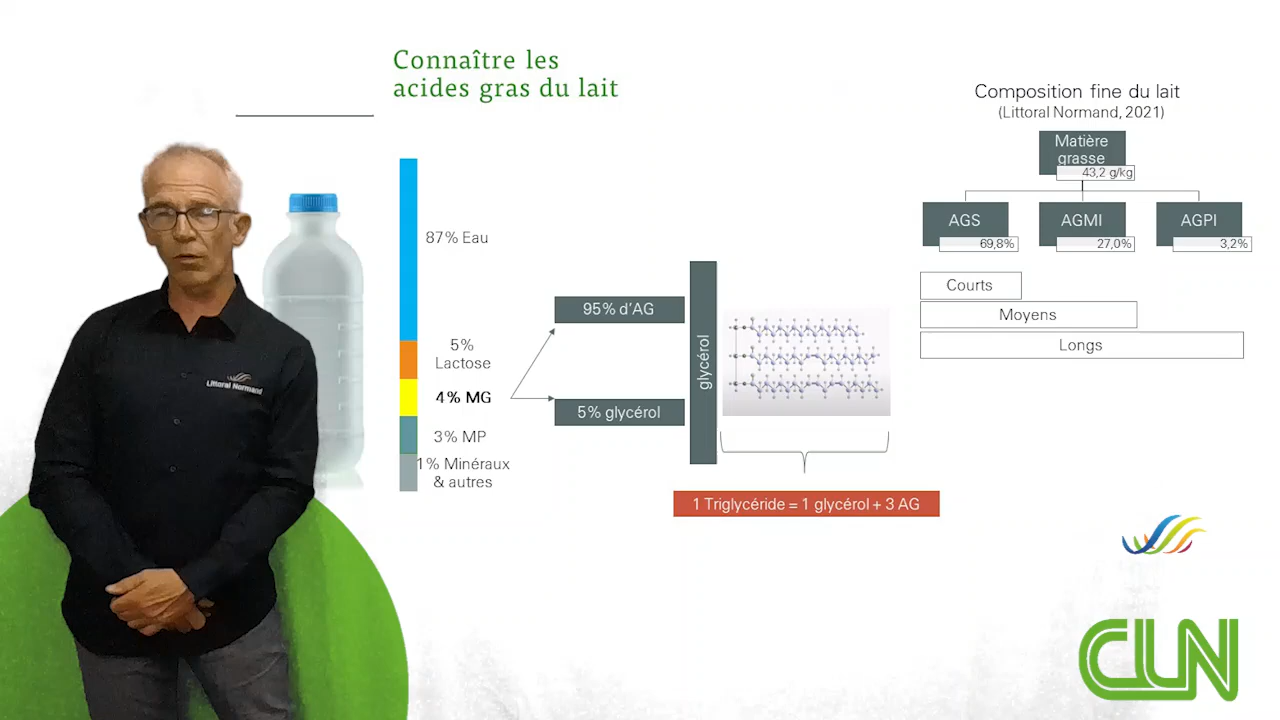 Connaître les
acides gras du lait
87% Eau
5%
Lactose
4% MG
3% MP
1% Minéraux
& autres
95% d'AG
5% glycérol
glycérol
1 Triglycéride = 1 glycérol + 3 AG
Composition fine du lait
(Littoral Normand, 2021)
Matière
grasse
43,2 g/kg
AGS
69,8%
AGMI
27,0%
AGPI
3,2%
Courts
Moyens
Longs
Littoral Normand
CLN